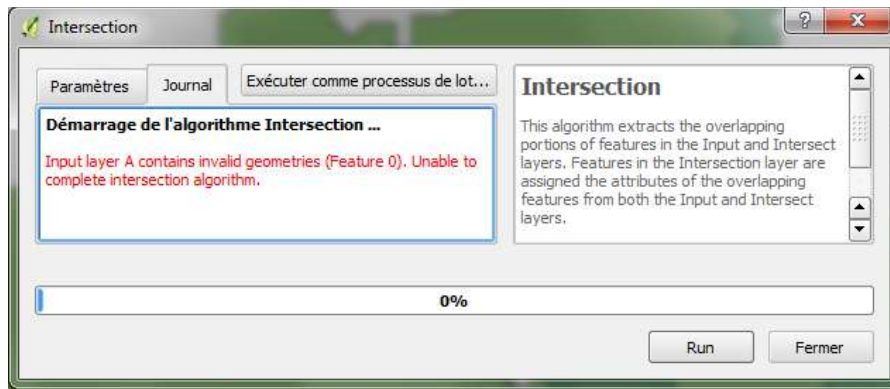 Intersection
Paramètres
Journal
Exécuter comme processus de lot...
Démarrage de l'algorithme Intersection ...
Input layer A contains invalid geometries (Feature 0). Unable to
complete intersection algorithm.
Intersection
This algorithm extracts the overlapping
portions of features in the Input and Intersect
layers. Features in the Intersection layer are
assigned the attributes of the overlapping
features from both the Input and Intersect
layers.
0%
Run
Fermer